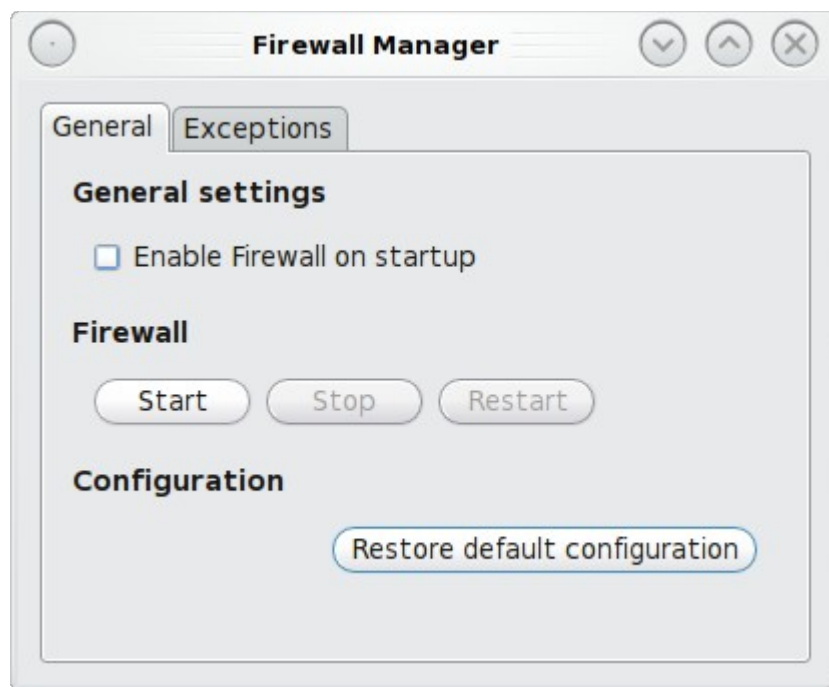 Firewall Manager
General Exceptions
General settings
Enable Firewall on startup
Firewall
Start Stop Restart
Configuration
Restore default configuration